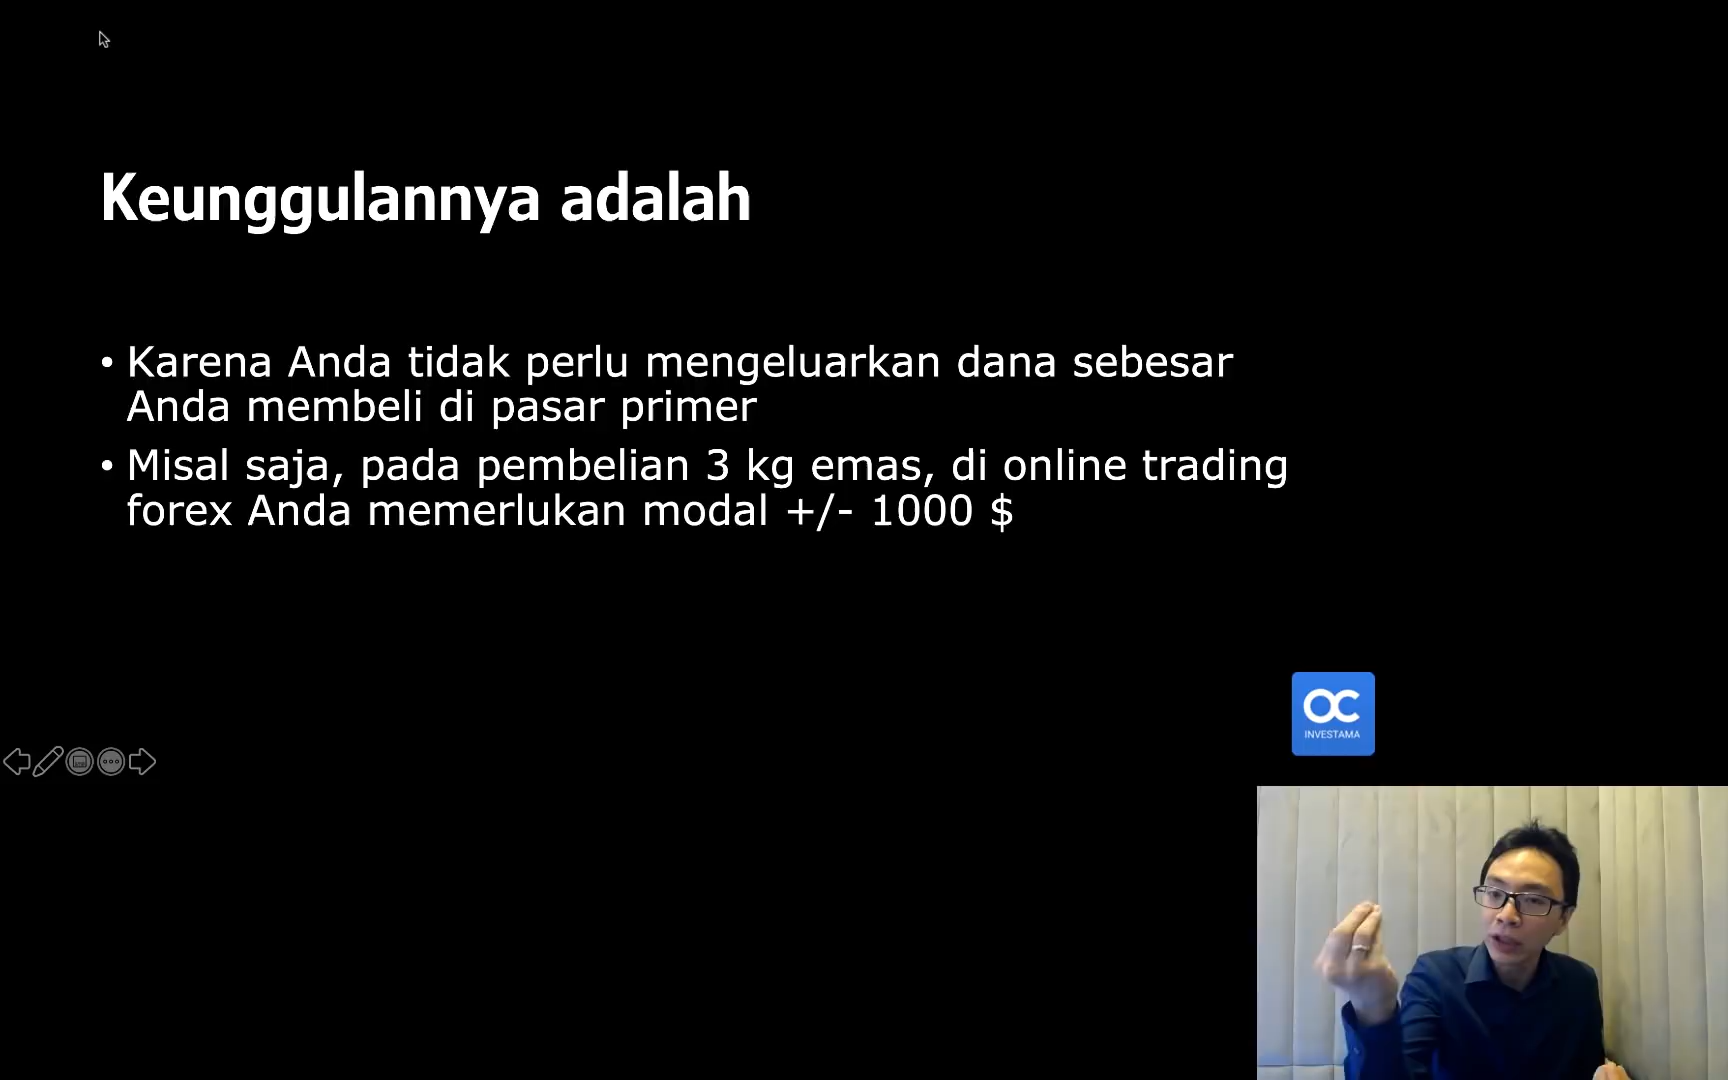 Keunggulannya adalah
• Karena Anda tidak perlu mengeluarkan dana sebesar
Anda membeli di pasar primer
• Misal saja, pada pembelian 3 kg emas, di online trading
forex Anda memerlukan modal +/- 1000 $
OC
INVESTAMA